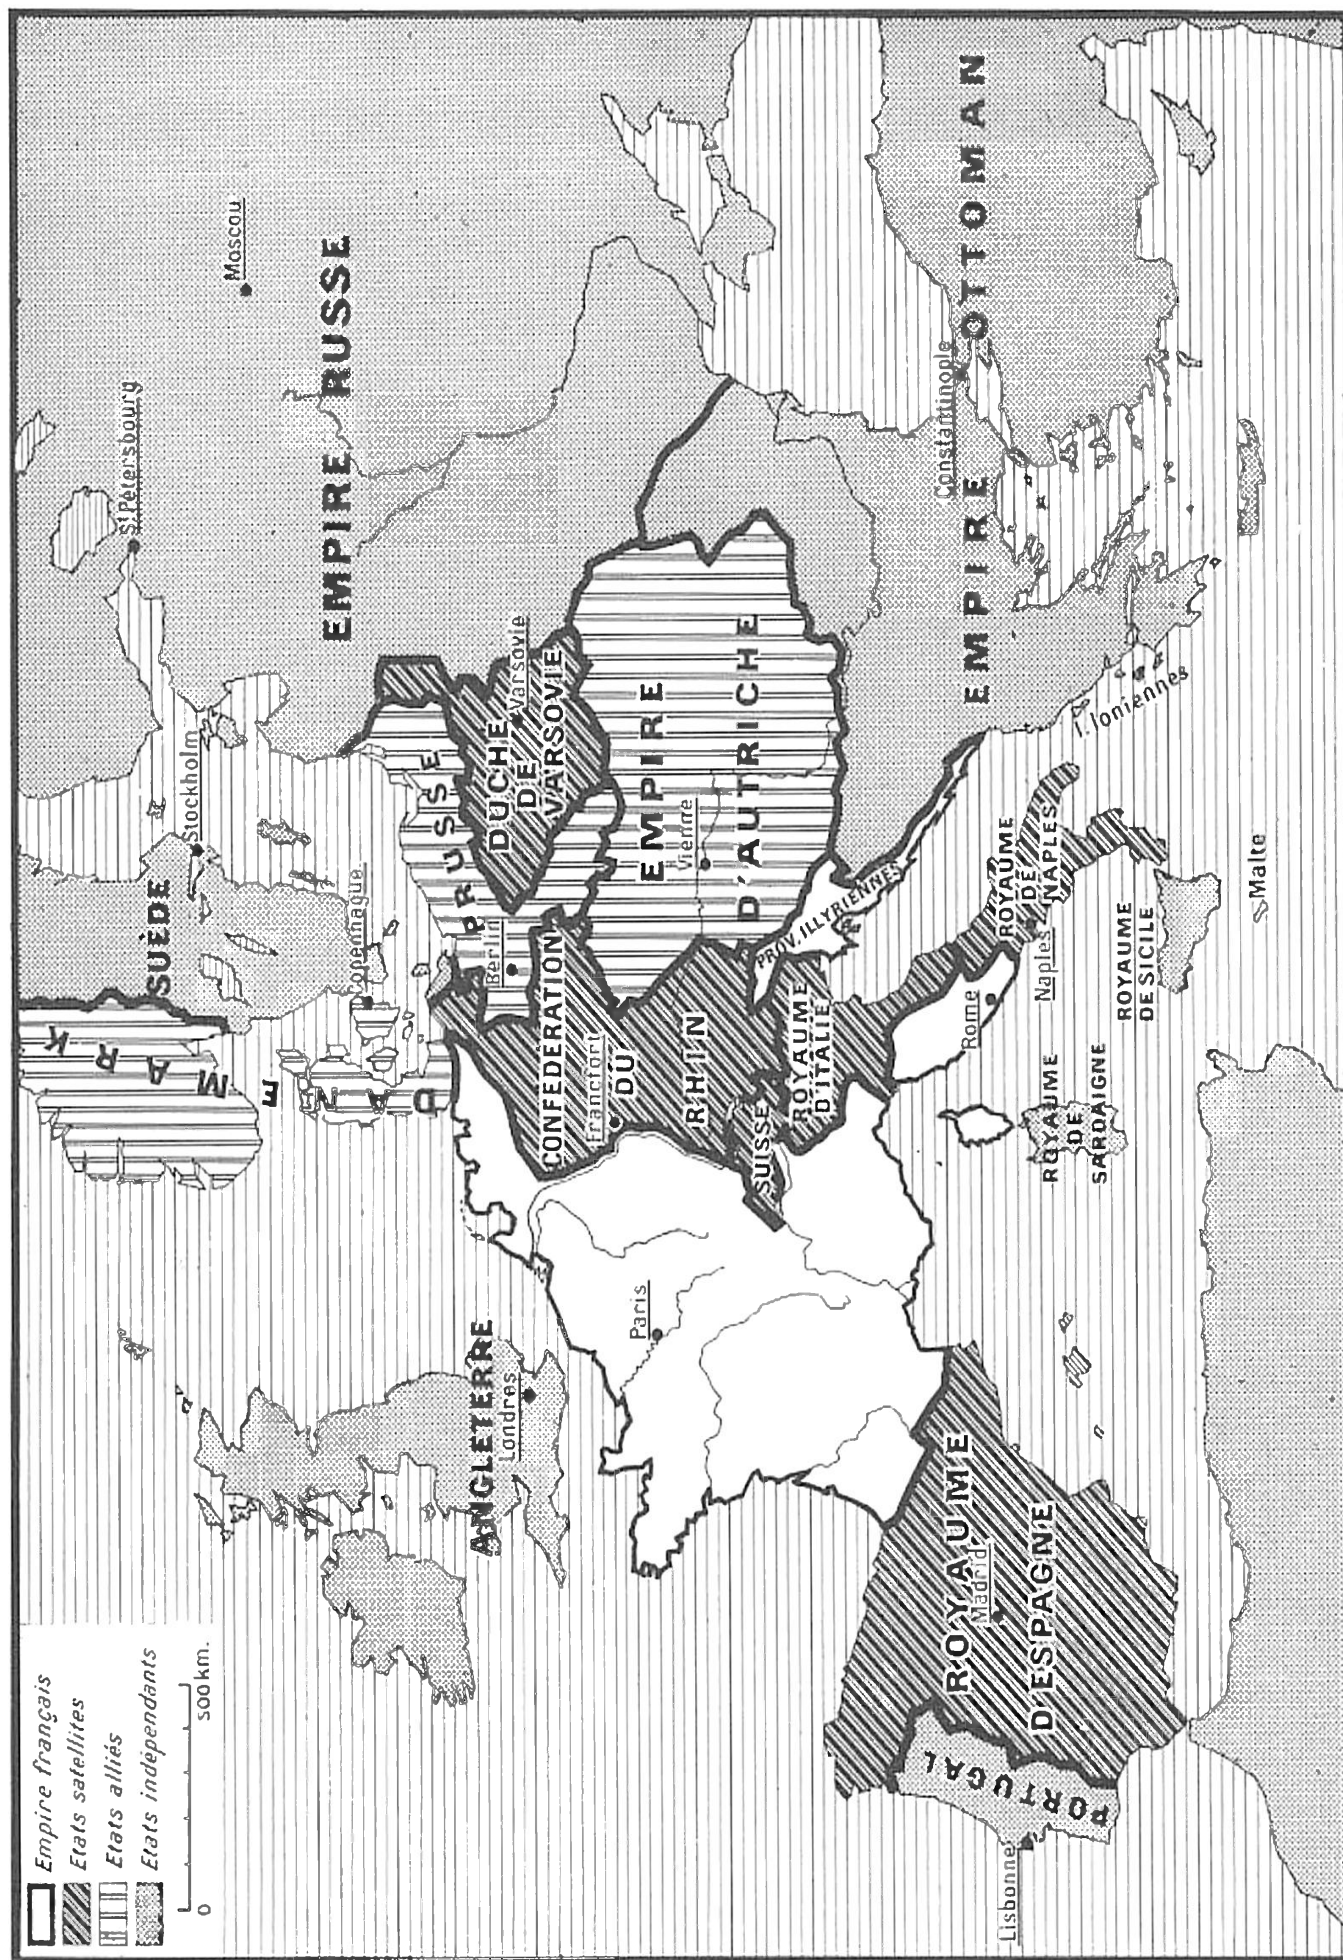 Empire français
Etats satellites
Etats alliés
Etats indépendants
0 500 km.
EMPIRE RUSSE
Moscou
St Pétersbourg
SUÈDE
Stockholm
DANEMARK
Copenhague
ANGLETERRE
Londres
PRUSSE
Berlin
DUCHÉ
DE
VARSOVIE
Varsovie
CONFÉDÉRATION
DU
RHIN
Francfort
EMPIRE
D'AUTRICHE
Vienne
Paris
SUISSE
ROYAUME
D'ITALIE
PROV. ILLYRIENNES
Rome
ROYAUME
DE
NAPLES
Naples
ROYAUME
DE SICILE
ROYAUME
DE
SARDAIGNE
Malte
I. Ioniennes
EMPIRE OTTOMAN
Constantinople
ROYAUME
D'ESPAGNE
Madrid
PORTUGAL
Lisbonne